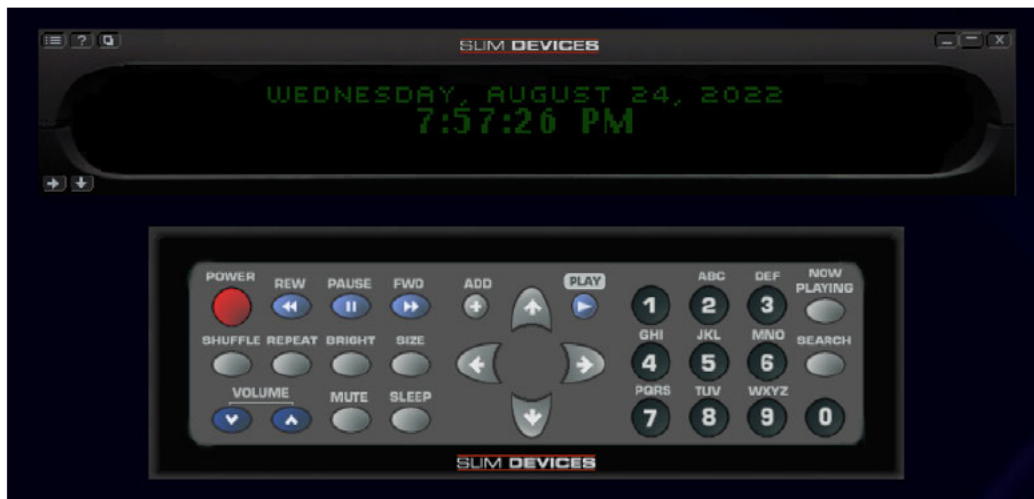 ?
SLIM DEVICES
X
WEDNESDAY, AUGUST 24, 2022
7:57:26 PM
POWER REW PAUSE FWD ADD PLAY ABC DEF NOW PLAYING
1 2 3
SHUFFLE REPEAT BRIGHT SIZE GHI JKL MNO SEARCH
4 5 6
VOLUME MUTE SLEEP PQRS TUV WXYZ
7 8 9 0
SLIM DEVICES